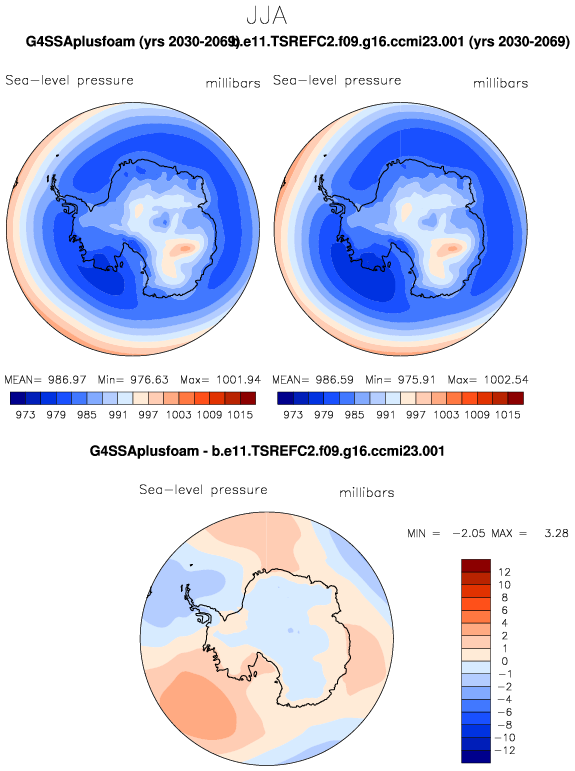 JJA
G4SSAplusfoam (yrs 2030-2069)
b.e11.TSREFC2.f09.g16.ccmi23.001 (yrs 2030-2069)
Sea-level pressure millibars
Sea-level pressure millibars
MEAN= 986.97 Min= 976.63 Max= 1001.94
MEAN= 986.59 Min= 975.91 Max= 1002.54
973 979 985 991 997 1003 1009 1015
973 979 985 991 997 1003 1009 1015
G4SSAplusfoam - b.e11.TSREFC2.f09.g16.ccmi23.001
Sea-level pressure millibars
MIN = -2.05 MAX = 3.28
12
10
8
6
4
2
1
0
-1
-2
-4
-6
-8
-10
-12